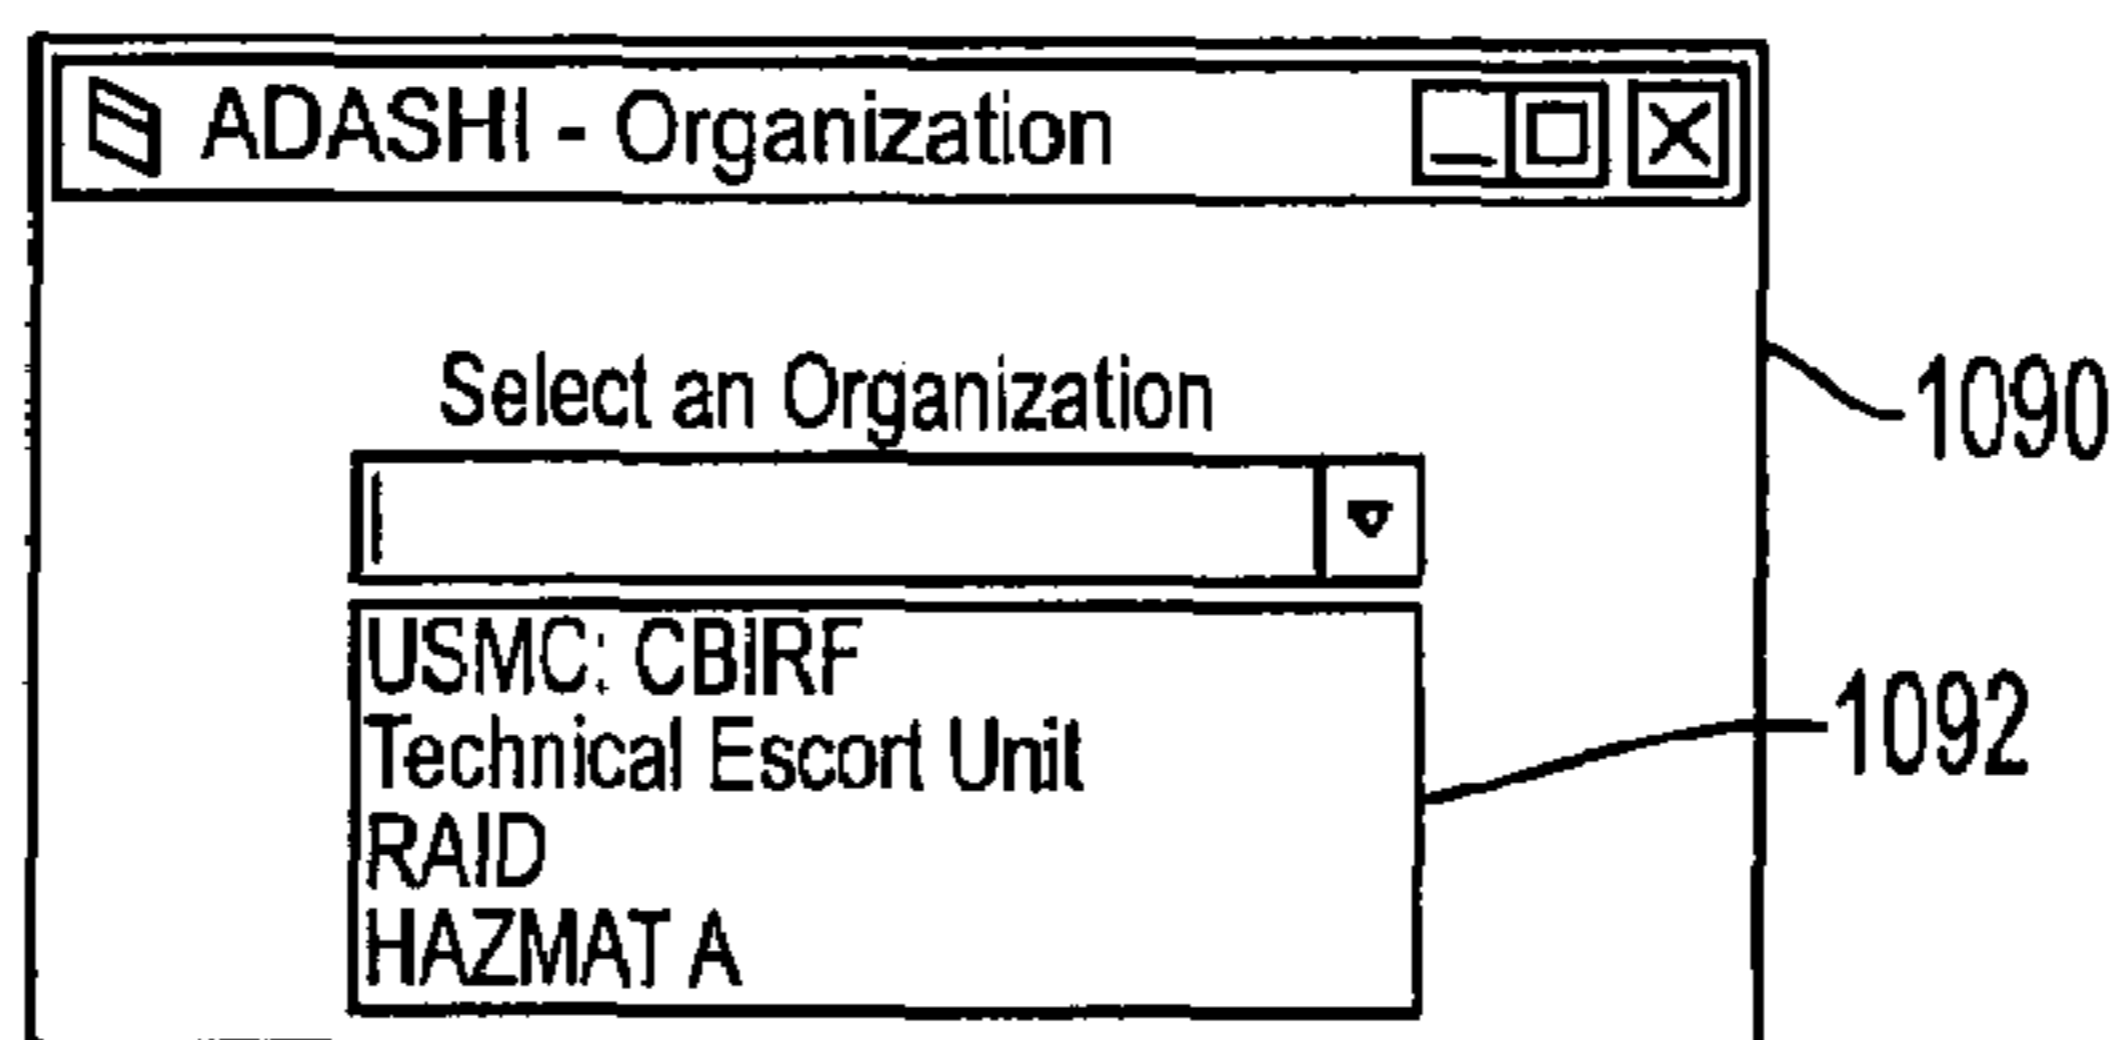 ADASHI - Organization
Select an Organization
1090
USMC: CBIRF
Technical Escort Unit
1092
RAID
HAZMAT A